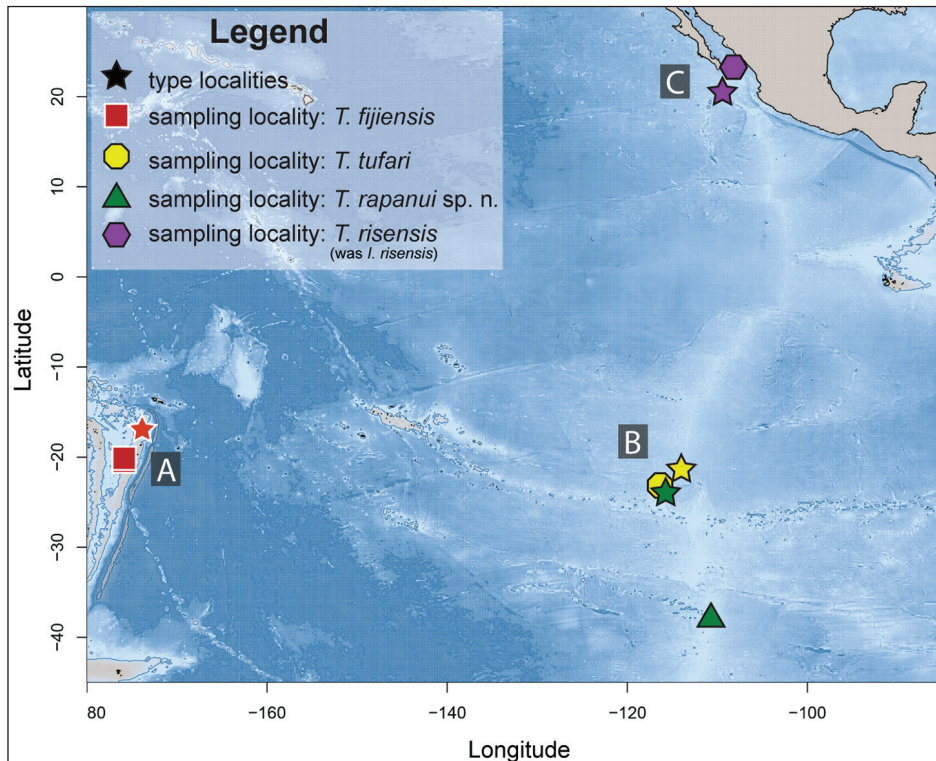 Legend
type localities
sampling locality: T. fijiensis
sampling locality: T. tufari
sampling locality: T. rapanui sp. n.
sampling locality: T. risensis
(was I. risensis)
C
B
A
20
10
0
−10
−20
−30
−40
Latitude
80
−160
−140
−120
−100
Longitude